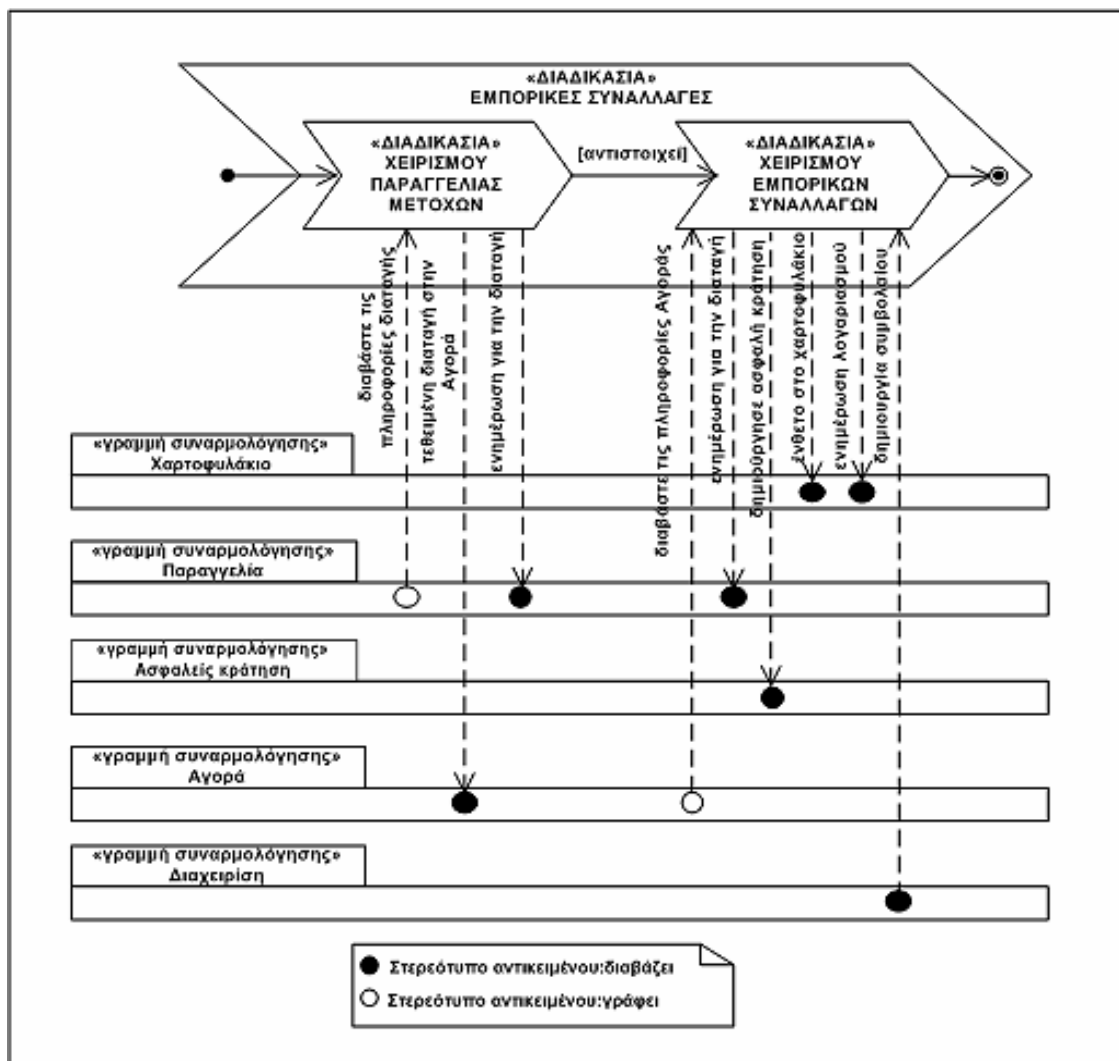 «ΔΙΑΔΙΚΑΣΙΑ»
ΕΜΠΟΡΙΚΕΣ ΣΥΝΑΛΛΑΓΕΣ
«ΔΙΑΔΙΚΑΣΙΑ»
ΧΕΙΡΙΣΜΟΥ
ΠΑΡΑΓΓΕΛΙΑΣ
ΜΕΤΟΧΩΝ
[αντιστοιχεί]
«ΔΙΑΔΙΚΑΣΙΑ»
ΧΕΙΡΙΣΜΟΥ
ΕΜΠΟΡΙΚΩΝ
ΣΥΝΑΛΛΑΓΩΝ
διαβάστε τις
πληροφορίες διαταγής
τεθειμένη διαταγή στην
Αγορά
ενημέρωση για την διαταγή
διαβάστε τις πληροφορίες Αγοράς
ενημέρωση για την διαταγή
δημιούργησε ασφαλή κράτηση
ένθετο στο χαρτοφυλάκιο
ενημέρωση λογαριασμού
δημιουργία συμβολαίου
«γραμμή συναρμολόγησης»
Χαρτοφυλάκιο
«γραμμή συναρμολόγησης»
Παραγγελία
«γραμμή συναρμολόγησης»
Ασφαλείς κράτηση
«γραμμή συναρμολόγησης»
Αγορά
«γραμμή συναρμολόγησης»
Διαχειρίση
Στερεότυπο αντικειμένου:διαβάζει
Στερεότυπο αντικειμένου:γράφει